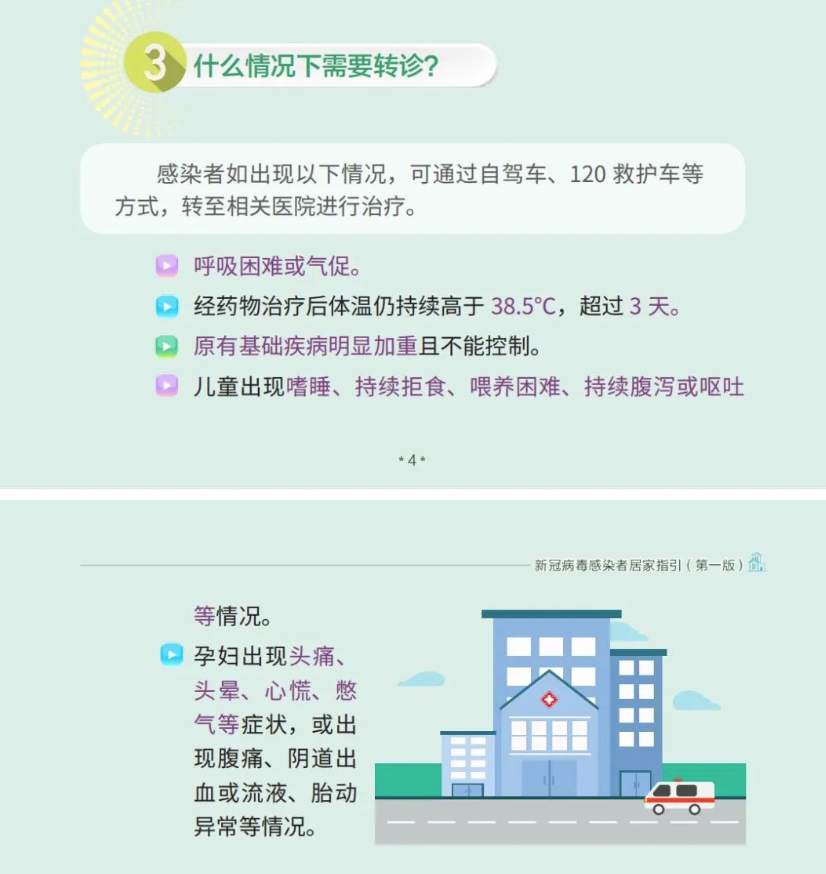 3 什么情况下需要转诊?
感染者如出现以下情况，可通过自驾车、120 救护车等
方式，转至相关医院进行治疗。
呼吸困难或气促。
经药物治疗后体温仍持续高于 38.5℃，超过 3 天。
原有基础疾病明显加重且不能控制。
儿童出现嗜睡、持续拒食、喂养困难、持续腹泻或呕吐
*4*
新冠病毒感染者居家指引（第一版）
等情况。
孕妇出现头痛、
头晕、心慌、憋
气等症状，或出
现腹痛、阴道出
血或流液、胎动
异常等情况。